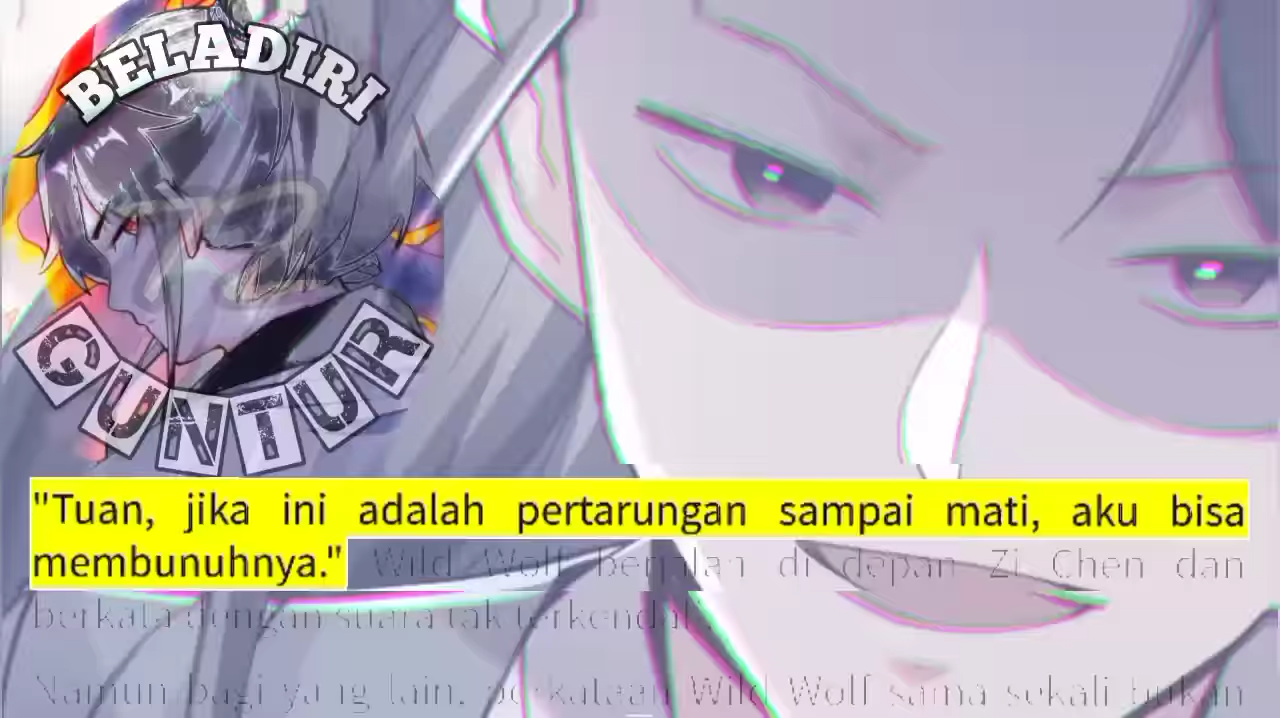 BELADIRI
GUNTUR
"Tuan, jika ini adalah pertarungan sampai mati, aku bisa
membunuhnya." Wild Wolf berjalan di depan Zi Chen dan
berkata dengan suara tak terkendali.
Namun bagi yang lain, perkataan Wild Wolf sama sekali bukan